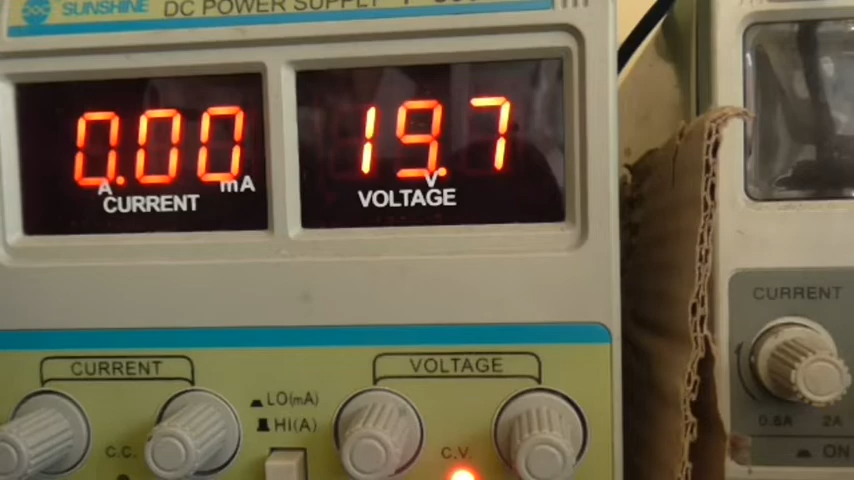 SUNSHINE DC POWER SUPPLY
0.00
A mA
CURRENT
19.7
V
VOLTAGE
CURRENT
VOLTAGE
LO(mA)
HI(A)
C.C.
C.V.
CURRENT
0.6A 2A
ON